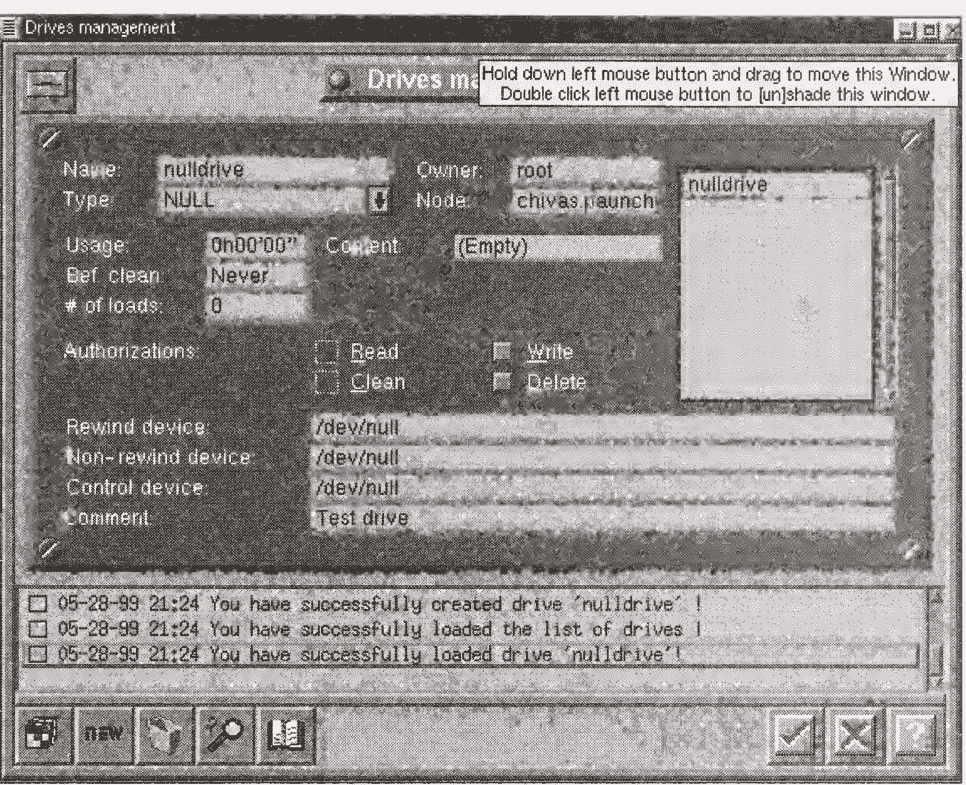 Drives management
Drives
Hold down left mouse button and drag to move this Window.
Double click left mouse button to [un]shade this window.
Name: nulldrive Owner: root
nulldrive
Type NULL Node: chivas.paunch
Usage: 0h00'00" Content (Empty)
Bef. clean Never
# of loads: 0
Authorizations: Read Write
Clean Delete
Rewind device: /dev/null
Non-rewind device: /dev/null
Control device: /dev/null
Comment: Test drive
05-28-99 21:24 You have successfully created drive 'nulldrive' !
05-28-99 21:24 You have successfully loaded the list of drives !
05-28-99 21:24 You have successfully loaded drive 'nulldrive'!
new
?